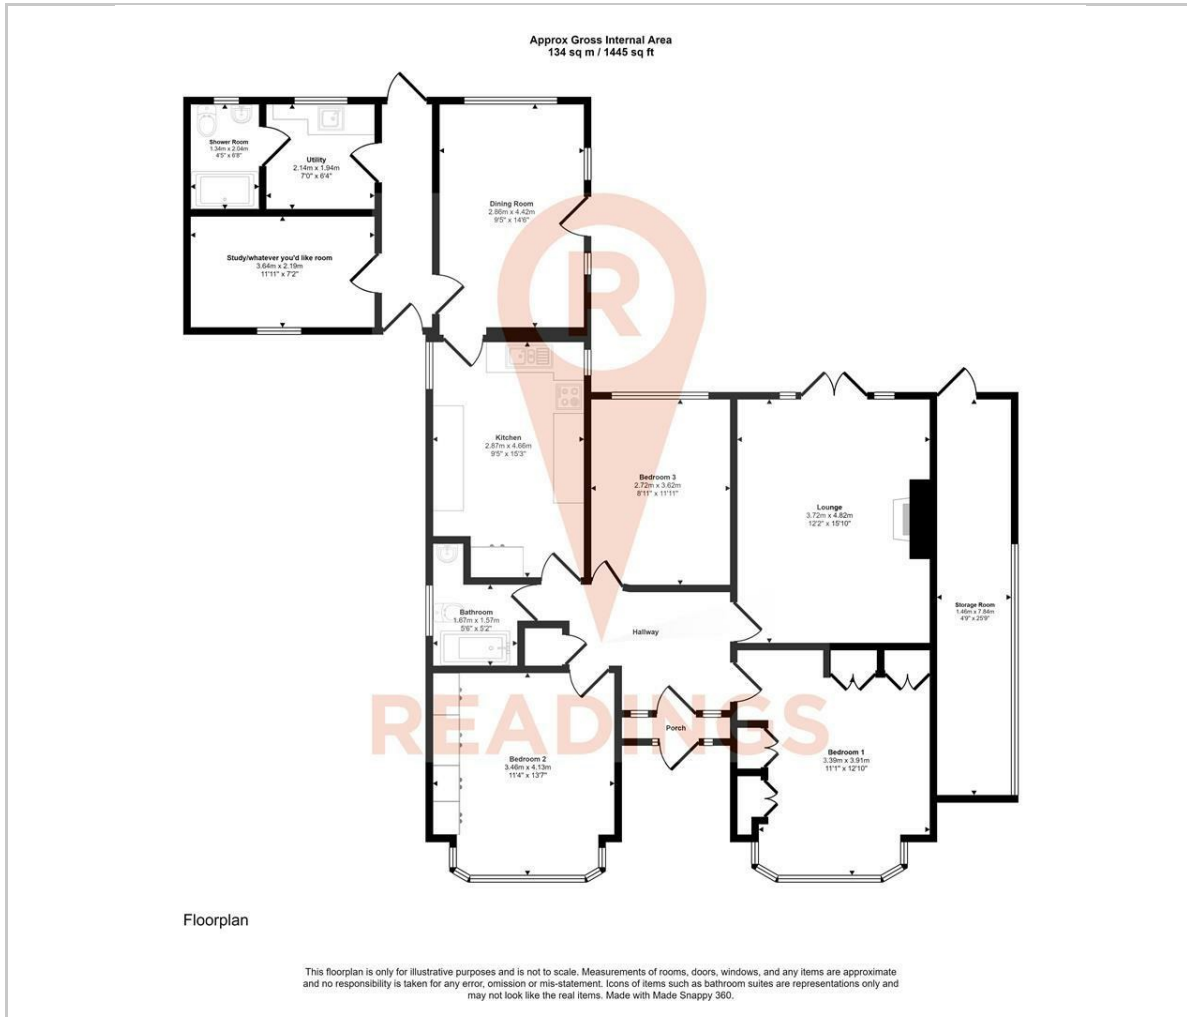 Approx Gross Internal Area
134 sq m / 1445 sq ft
Shower Room
1.34m x 2.04m
4'5" x 6'8"
Utility
2.14m x 1.94m
7'0" x 6'4"
Dining Room
2.86m x 4.42m
9'5" x 14'6"
Study/whatever you'd like room
3.64m x 2.19m
11'11" x 7'2"
R
Kitchen
2.87m x 4.66m
9'5" x 15'3"
Bedroom 3
2.72m x 3.62m
8'11" x 11'11"
Lounge
3.72m x 4.82m
12'2" x 15'10"
Storage Room
1.46m x 7.84m
4'9" x 25'9"
Bathroom
1.67m x 1.57m
5'6" x 5'2"
Hallway
READINGS
Porch
Bedroom 2
3.46m x 4.13m
11'4" x 13'7"
Bedroom 1
3.39m x 3.91m
11'1" x 12'10"
Floorplan
This floorplan is only for illustrative purposes and is not to scale. Measurements of rooms, doors, windows, and any items are approximate
and no responsibility is taken for any error, omission or mis-statement. Icons of items such as bathroom suites are representations only and
may not look like the real items. Made with Made Snappy 360.